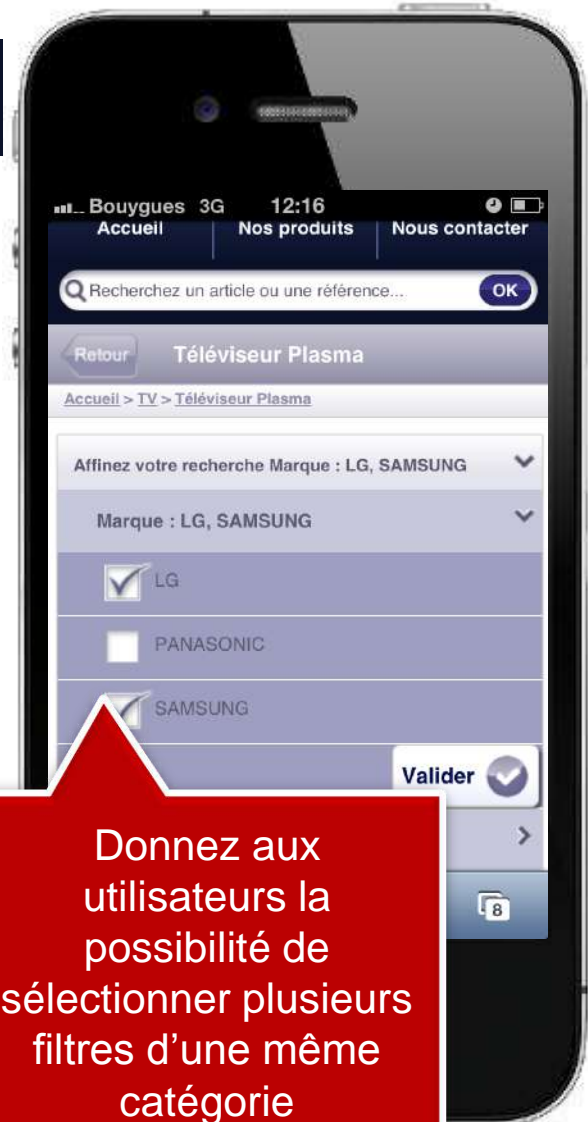 Bouygues 3G 12:16
Accueil Nos produits Nous contacter
Recherchez un article ou une référence... OK
Retour Téléviseur Plasma
Accueil > TV > Téléviseur Plasma
Affinez votre recherche Marque : LG, SAMSUNG
Marque : LG, SAMSUNG
LG
PANASONIC
SAMSUNG
Valider
8
Donnez aux
utilisateurs la
possibilité de
sélectionner plusieurs
filtres d’une même
catégorie